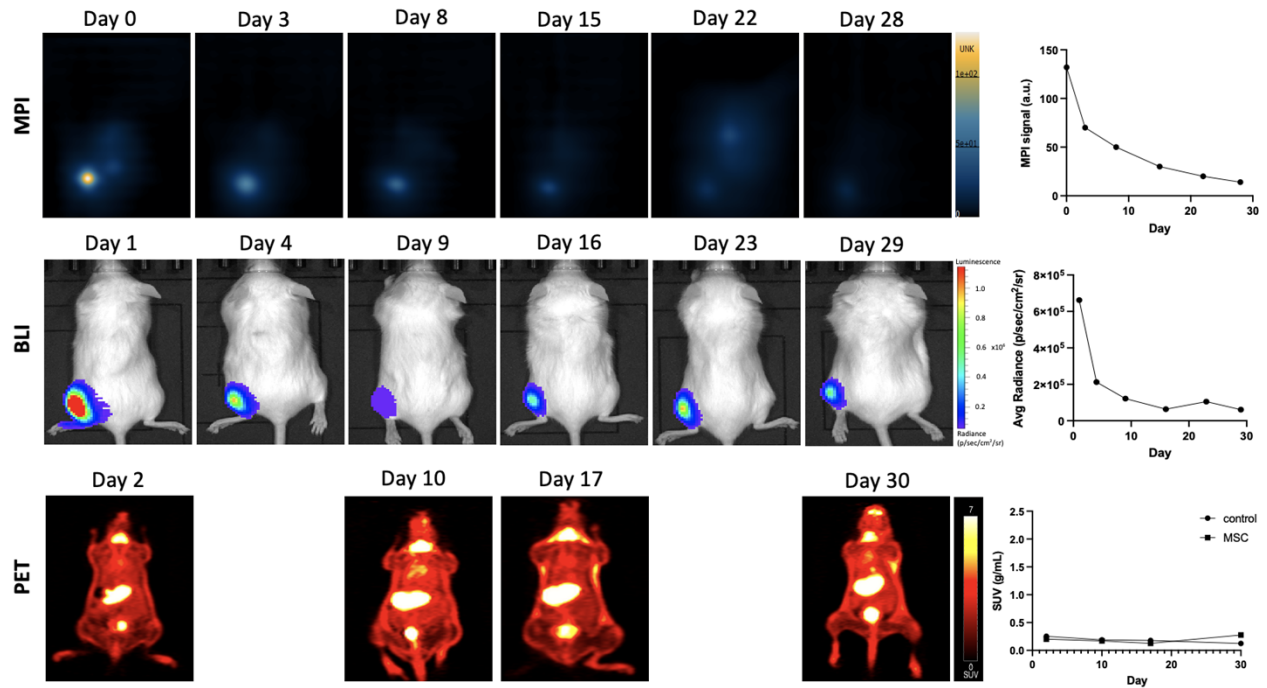 Day 0 Day 3 Day 8 Day 15 Day 22 Day 28
MPI
UNK
1e+02
5e+01
0
150
100
50
0
MPI signal (a.u.)
0 10 20 30
Day
Day 1 Day 4 Day 9 Day 16 Day 23 Day 29
BLI
Luminescence
1.0
0.8
0.6 x10⁶
0.4
0.2
Radiance
(p/sec/cm²/sr)
8×10⁵
6×10⁵
4×10⁵
2×10⁵
0
Avg Radiance (p/sec/cm²/sr)
0 10 20 30
Day
Day 2 Day 10 Day 17 Day 30
PET
7
0
SUV
2.5
2.0
1.5
1.0
0.5
0.0
SUV (g/mL)
control
MSC
0 10 20 30
Day